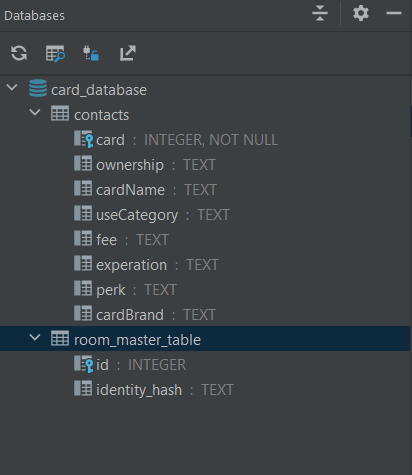 Databases
card_database
contacts
card : INTEGER, NOT NULL
ownership : TEXT
cardName : TEXT
useCategory : TEXT
fee : TEXT
experation : TEXT
perk : TEXT
cardBrand : TEXT
room_master_table
id : INTEGER
identity_hash : TEXT